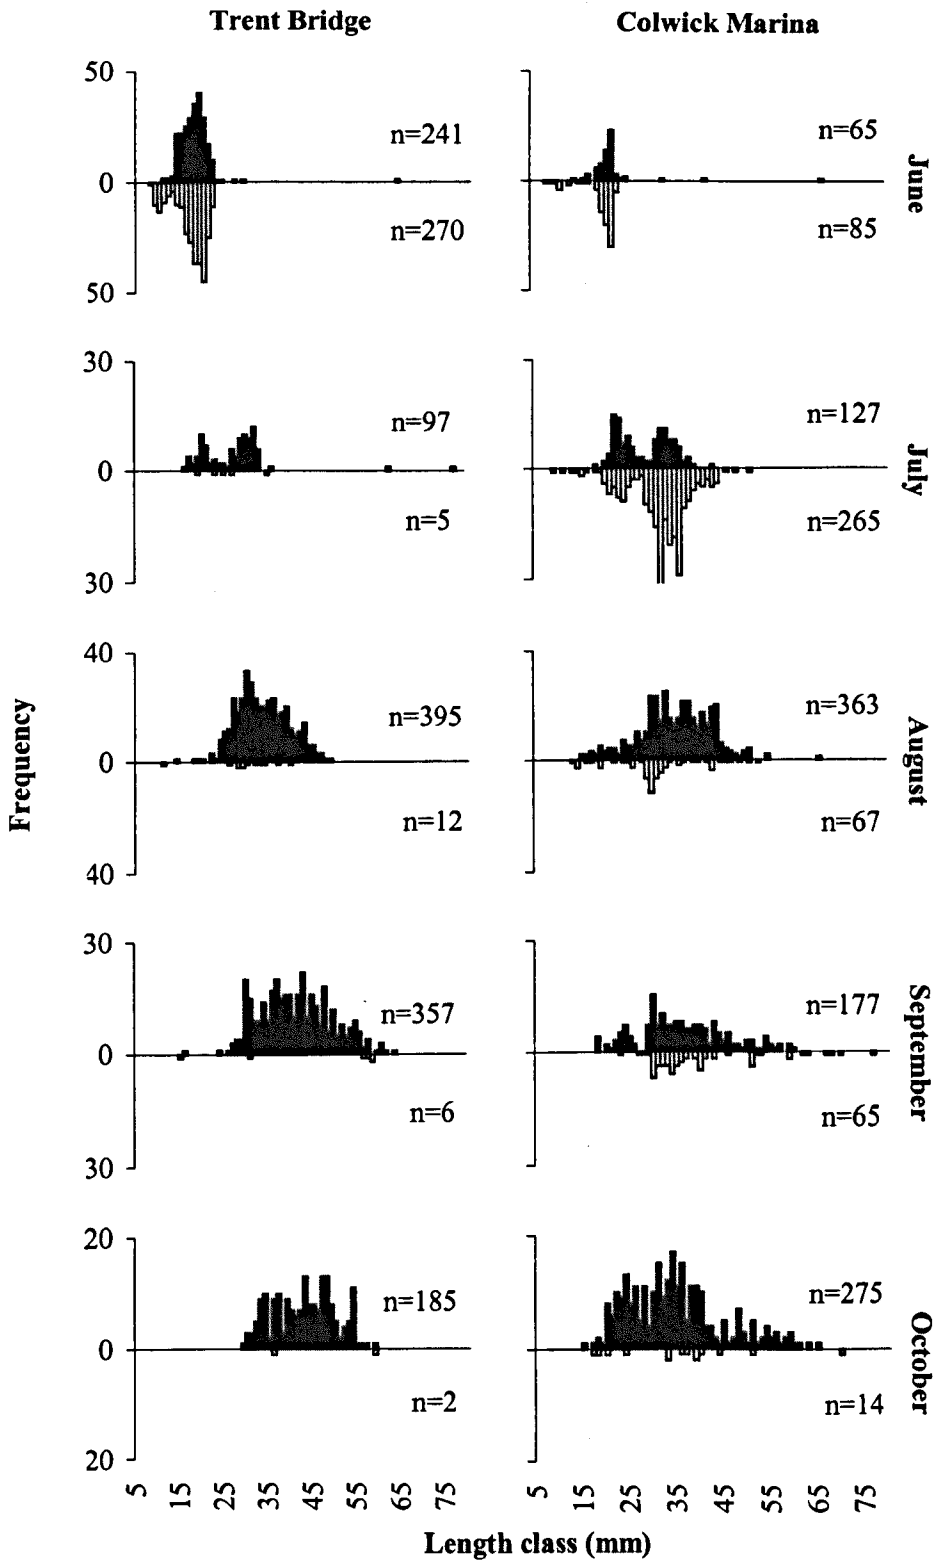 Trent Bridge Colwick Marina
50
n=241 n=65
0
n=270 n=85
50
June
30
n=97 n=127
0
n=5 n=265
30
July
40
n=395 n=363
0
n=12 n=67
40
August
30
n=357 n=177
0
n=6 n=65
30
September
20
n=185 n=275
0
n=2 n=14
20
October
Frequency
5 15 25 35 45 55 65 75 5 15 25 35 45 55 65 75
Length class (mm)